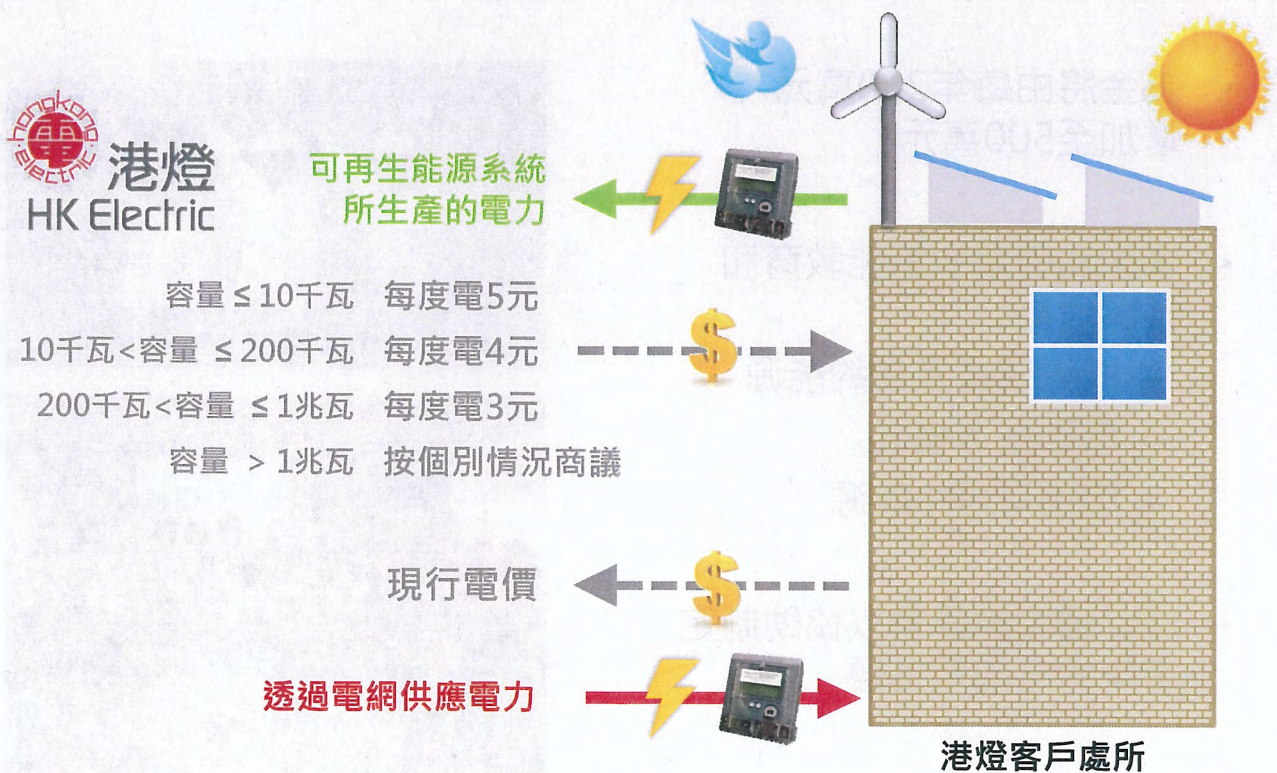 hongkong electric
港燈
HK Electric
可再生能源系統
所生產的電力
容量 ≤ 10千瓦 每度電5元
10千瓦<容量 ≤ 200千瓦 每度電4元
200千瓦<容量 ≤ 1兆瓦 每度電3元
容量 > 1兆瓦 按個別情況商議
現行電價
透過電網供應電力
港燈客戶處所